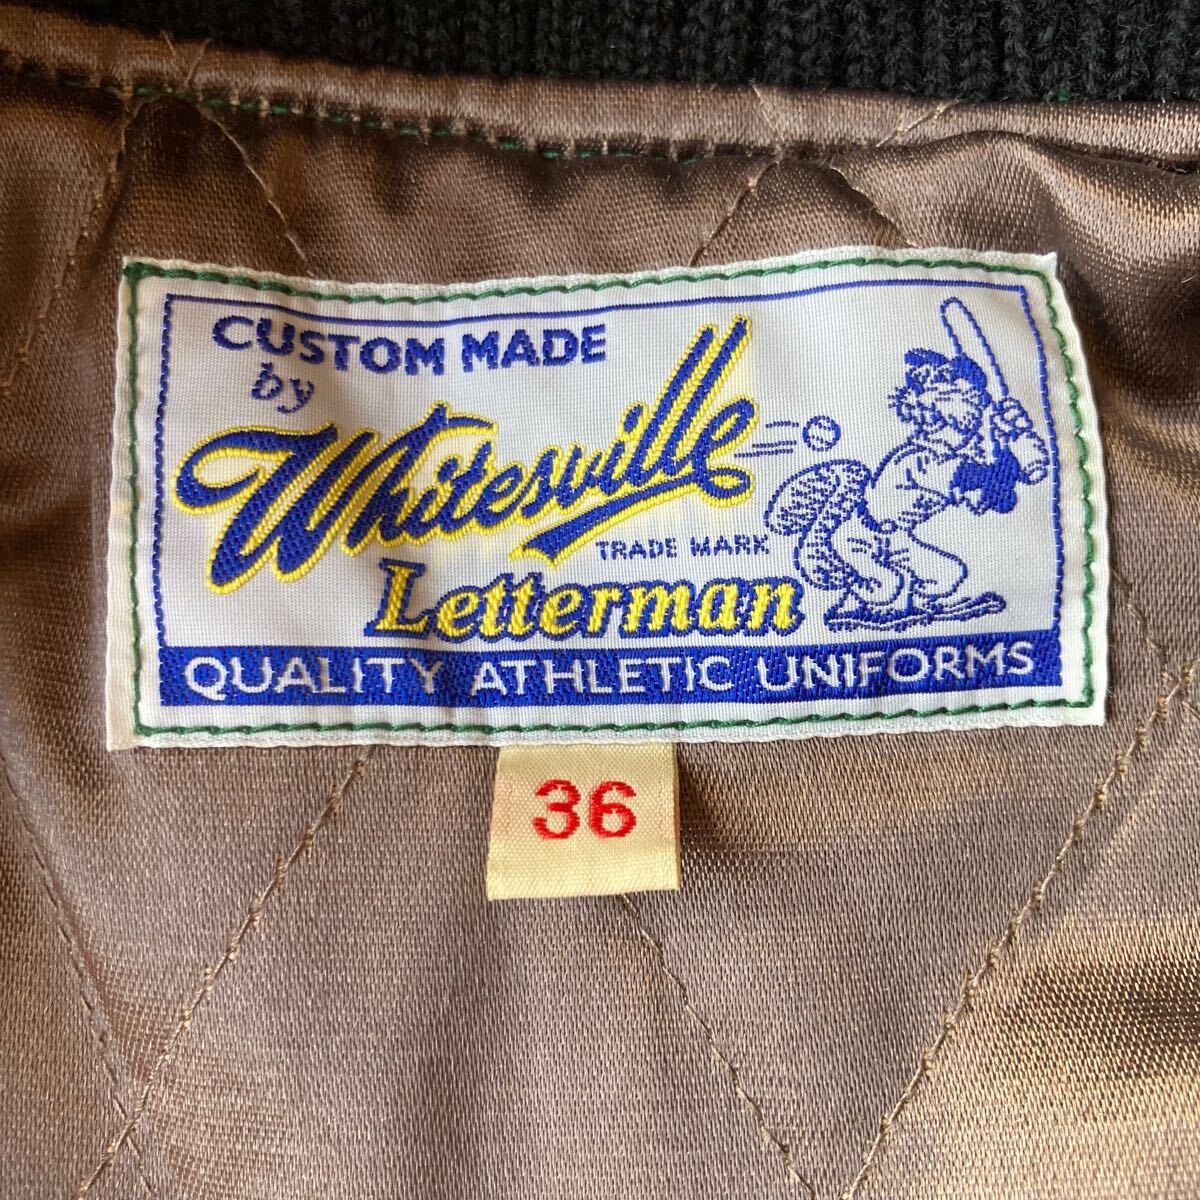 CUSTOM MADE
by
Whitesville
TRADE MARK
Letterman
QUALITY ATHLETIC UNIFORMS
36